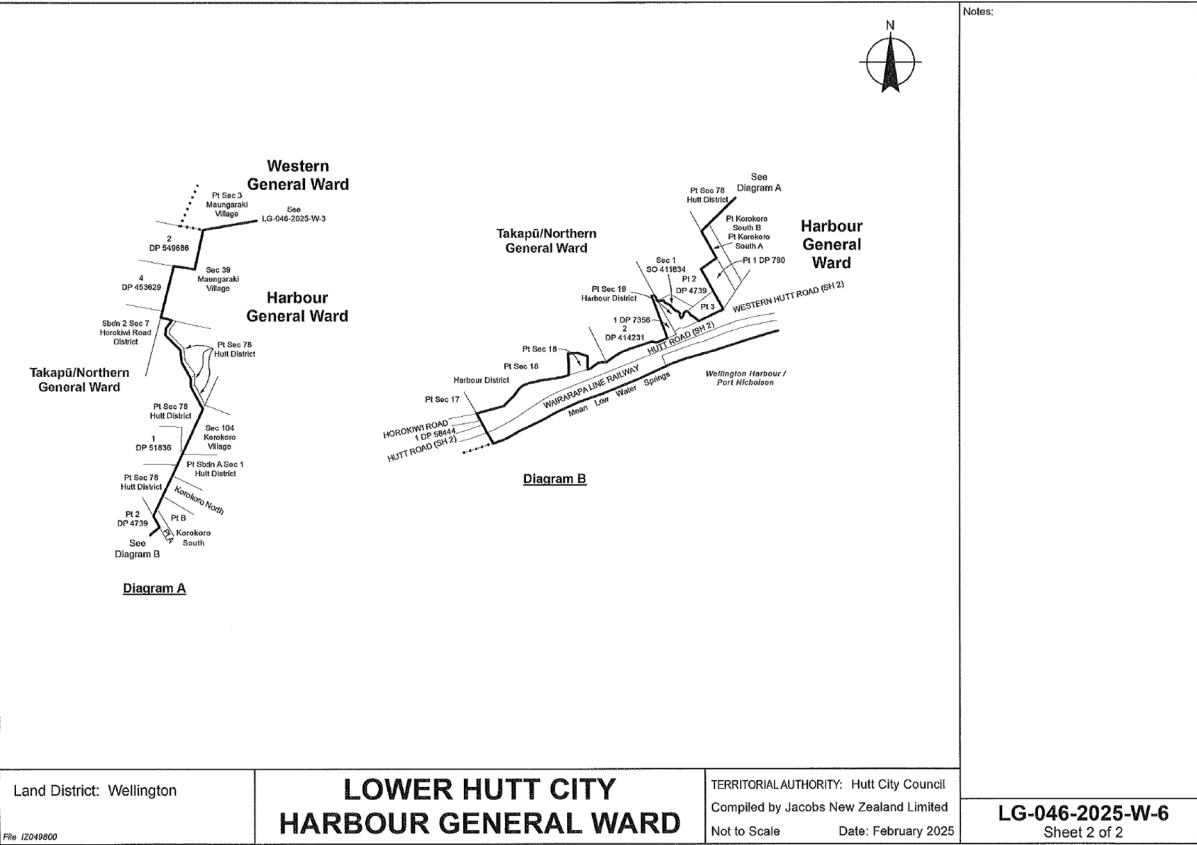 Notes:
N
Western
General Ward
Pt Sec 3
Maungaraki
Village
See
LG-046-2025-W-3
2
DP 549686
Sec 39
Maungaraki
Village
4
DP 453629
Harbour
General Ward
Sbdn 2 Sec 7
Horokiwi Road
District
Pt Sec 78
Hutt District
Takapū/Northern
General Ward
Pt Sec 78
Hutt District
Sec 104
Korokoro
Village
1
DP 51836
Pt Sbdn A Sec 1
Hutt District
Pt Sec 78
Hutt District
Korokoro North
Pt 2
DP 4739
Pt B
Pt A
Korokoro
South
See
Diagram B
Diagram A
See
Diagram A
Pt Sec 78
Hutt District
Pt Korokoro
South B
Pt Korokoro
South A
Harbour
General
Ward
Takapū/Northern
General Ward
Sec 1
SO 411834
Pt 1 DP 790
Pt 2
DP 4739
Pt Sec 19
Harbour District
Pt 3
WESTERN HUTT ROAD (SH 2)
1 DP 7356
2
DP 414231
HUTT ROAD (SH 2)
Pt Sec 18
Pt Sec 18
Harbour District
WAIRARAPA LINE RAILWAY
Mean Low Water Springs
Wellington Harbour /
Port Nicholson
Pt Sec 17
HOROKIWI ROAD
1 DP 58444
HUTT ROAD (SH 2)
Diagram B
Land District: Wellington
File IZ049800
LOWER HUTT CITY
HARBOUR GENERAL WARD
TERRITORIAL AUTHORITY: Hutt City Council
Compiled by Jacobs New Zealand Limited
Not to Scale Date: February 2025
LG-046-2025-W-6
Sheet 2 of 2